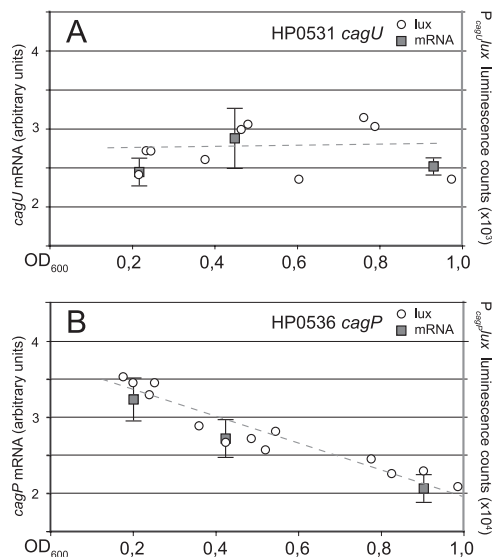 A
HP0531 cagU
lux
mRNA
4
3
2
cagU mRNA (arbitrary units)
P cagU/lux luminescence counts (x10³)
OD600
0,2
0,4
0,6
0,8
1,0
B
HP0536 cagP
lux
mRNA
4
3
2
cagP mRNA (arbitrary units)
P cagP/lux luminescence counts (x10⁴)
OD600
0,2
0,4
0,6
0,8
1,0